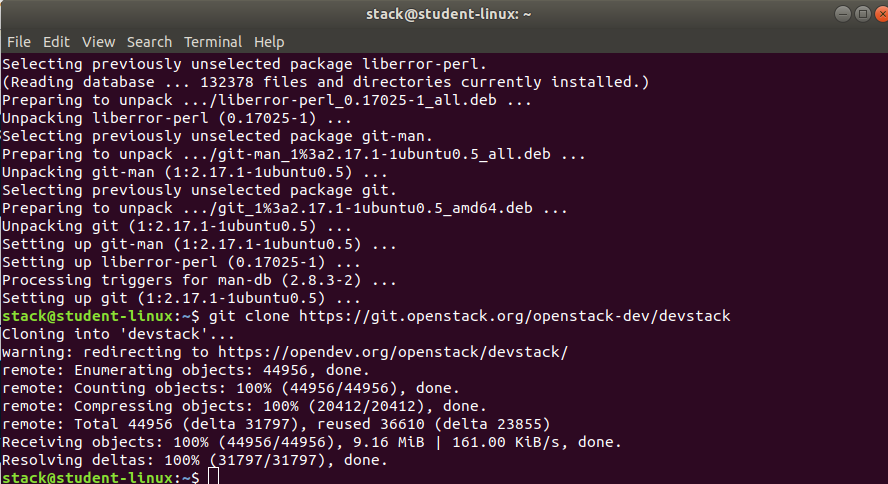 stack@student-linux: ~
File Edit View Search Terminal Help
Selecting previously unselected package liberror-perl.
(Reading database ... 132378 files and directories currently installed.)
Preparing to unpack .../liberror-perl_0.17025-1_all.deb ...
Unpacking liberror-perl (0.17025-1) ...
Selecting previously unselected package git-man.
Preparing to unpack .../git-man_1%3a2.17.1-1ubuntu0.5_all.deb ...
Unpacking git-man (1:2.17.1-1ubuntu0.5) ...
Selecting previously unselected package git.
Preparing to unpack .../git_1%3a2.17.1-1ubuntu0.5_amd64.deb ...
Unpacking git (1:2.17.1-1ubuntu0.5) ...
Setting up git-man (1:2.17.1-1ubuntu0.5) ...
Setting up liberror-perl (0.17025-1) ...
Processing triggers for man-db (2.8.3-2) ...
Setting up git (1:2.17.1-1ubuntu0.5) ...
stack@student-linux:~$ git clone https://git.openstack.org/openstack-dev/devstack
Cloning into 'devstack'...
warning: redirecting to https://opendev.org/openstack/devstack/
remote: Enumerating objects: 44956, done.
remote: Counting objects: 100% (44956/44956), done.
remote: Compressing objects: 100% (20412/20412), done.
remote: Total 44956 (delta 31797), reused 36610 (delta 23855)
Receiving objects: 100% (44956/44956), 9.16 MiB | 161.00 KiB/s, done.
Resolving deltas: 100% (31797/31797), done.
stack@student-linux:~$